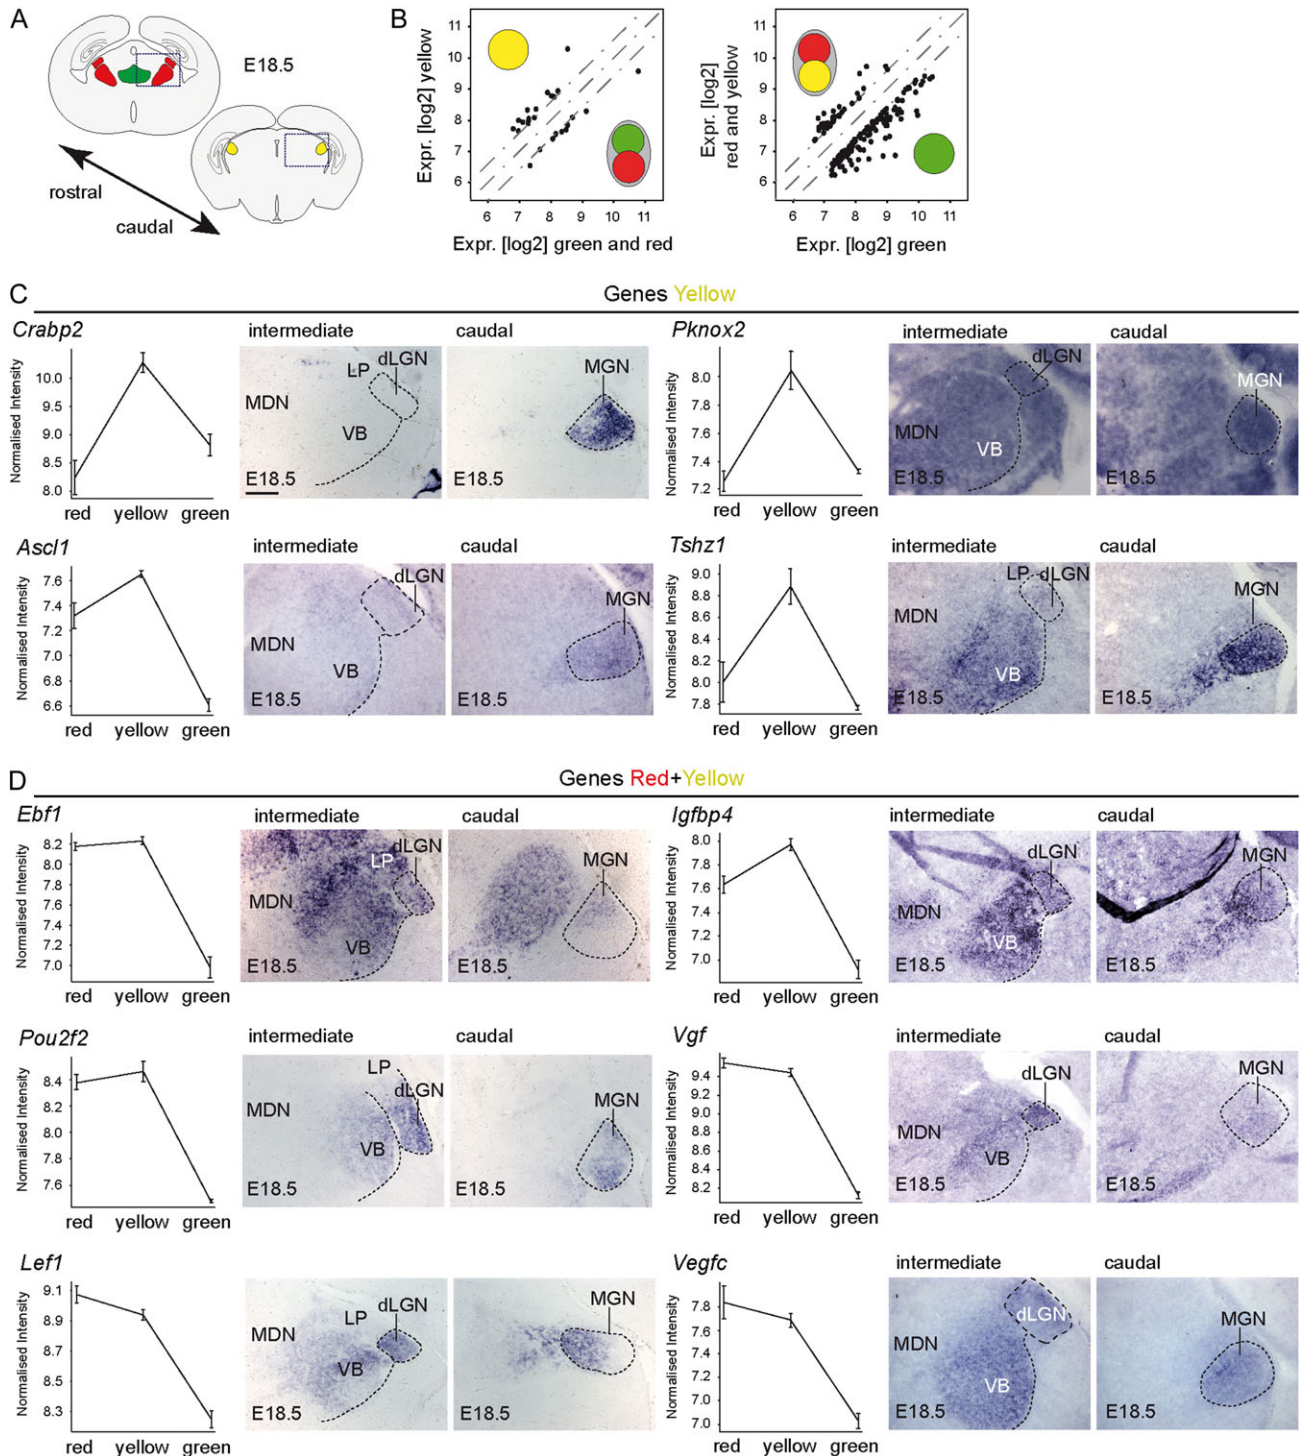 A
E18.5
rostral
caudal
B
Expr. [log2] yellow
11
10
9
8
7
6
6 7 8 9 10 11
Expr. [log2] green and red
Expr. [log2]
red and yellow
11
10
9
8
7
6
6 7 8 9 10 11
Expr. [log2] green
C
Genes Yellow
Crabp2
Normalised Intensity
10.0
9.5
9.0
8.5
8.0
red yellow green
intermediate
LP dLGN
MDN
VB
E18.5
caudal
MGN
E18.5
Pknox2
Normalised Intensity
8.0
7.8
7.6
7.4
7.2
red yellow green
intermediate
dLGN
MDN
VB
E18.5
caudal
MGN
E18.5
Ascl1
Normalised Intensity
7.6
7.4
7.2
7.0
6.8
6.6
red yellow green
intermediate
dLGN
MDN
VB
E18.5
caudal
MGN
E18.5
Tshz1
Normalised Intensity
9.0
8.8
8.6
8.4
8.2
8.0
7.8
red yellow green
intermediate
LP dLGN
MDN
VB
E18.5
caudal
MGN
E18.5
D
Genes Red+Yellow
Ebf1
Normalised Intensity
8.2
8.0
7.8
7.6
7.4
7.2
7.0
red yellow green
intermediate
dLGN
LP
MDN
VB
E18.5
caudal
MGN
E18.5
Igfbp4
Normalised Intensity
8.0
7.8
7.6
7.4
7.2
7.0
red yellow green
intermediate
dLGN
MDN
VB
E18.5
caudal
MGN
E18.5
Pou2f2
Normalised Intensity
8.4
8.2
8.0
7.8
7.6
red yellow green
intermediate
LP
dLGN
MDN
VB
E18.5
caudal
MGN
E18.5
Vgf
Normalised Intensity
9.4
9.2
9.0
8.8
8.6
8.4
8.2
red yellow green
intermediate
dLGN
MDN
VB
E18.5
caudal
MGN
E18.5
Lef1
Normalised Intensity
9.1
8.9
8.7
8.5
8.3
red yellow green
intermediate
dLGN
LP
MDN
VB
E18.5
caudal
MGN
E18.5
Vegfc
Normalised Intensity
7.8
7.6
7.4
7.2
7.0
red yellow green
intermediate
dLGN
MDN
VB
E18.5
caudal
MGN
E18.5